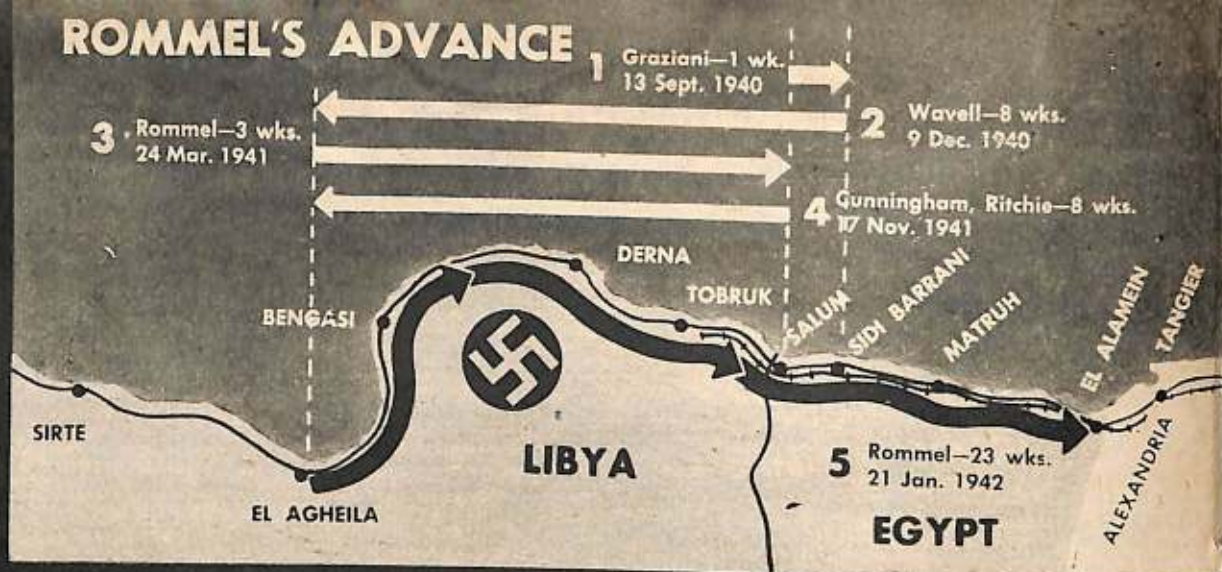 ROMMEL'S ADVANCE
1 Graziani—1 wk.
13 Sept. 1940
2 Wavell—8 wks.
9 Dec. 1940
3 Rommel—3 wks.
24 Mar. 1941
4 Cunningham, Ritchie—8 wks.
17 Nov. 1941
DERNA
TOBRUK
BENGASI
SALUM
SIDI BARRANI
MATRUH
EL ALAMEIN
TANGIER
SIRTE
LIBYA
5 Rommel—23 wks.
21 Jan. 1942
EL AGHEILA
EGYPT
ALEXANDRIA